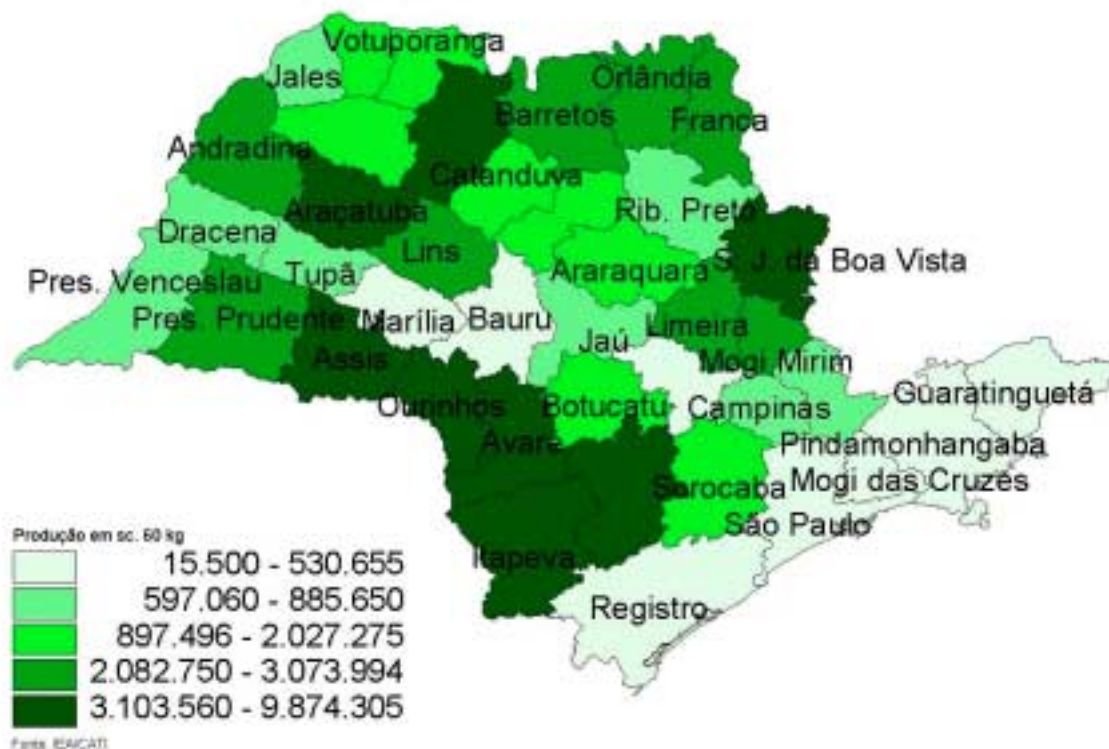 Votuporanga
Jales
Orlândia
Barretos
Franca
Andradina
Catanduva
Araçatuba
Rib. Preto
Dracena
Lins
Pres. Venceslau
Tupã
Araraquara
S. J. da Boa Vista
Pres. Prudente
Marília
Bauru
Jaú
Limeira
Assis
Mogi Mirim
Guaratinguetá
Ourinhos
Botucatu
Campinas
Avaré
Pindamonhangaba
Mogi das Cruzes
Sorocaba
São Paulo
Itapeva
Registro
Produção em sc. 60 kg
15.500 - 530.655
597.060 - 885.650
897.496 - 2.027.275
2.082.750 - 3.073.994
3.103.560 - 9.874.305
Fonte: IEA/CATI